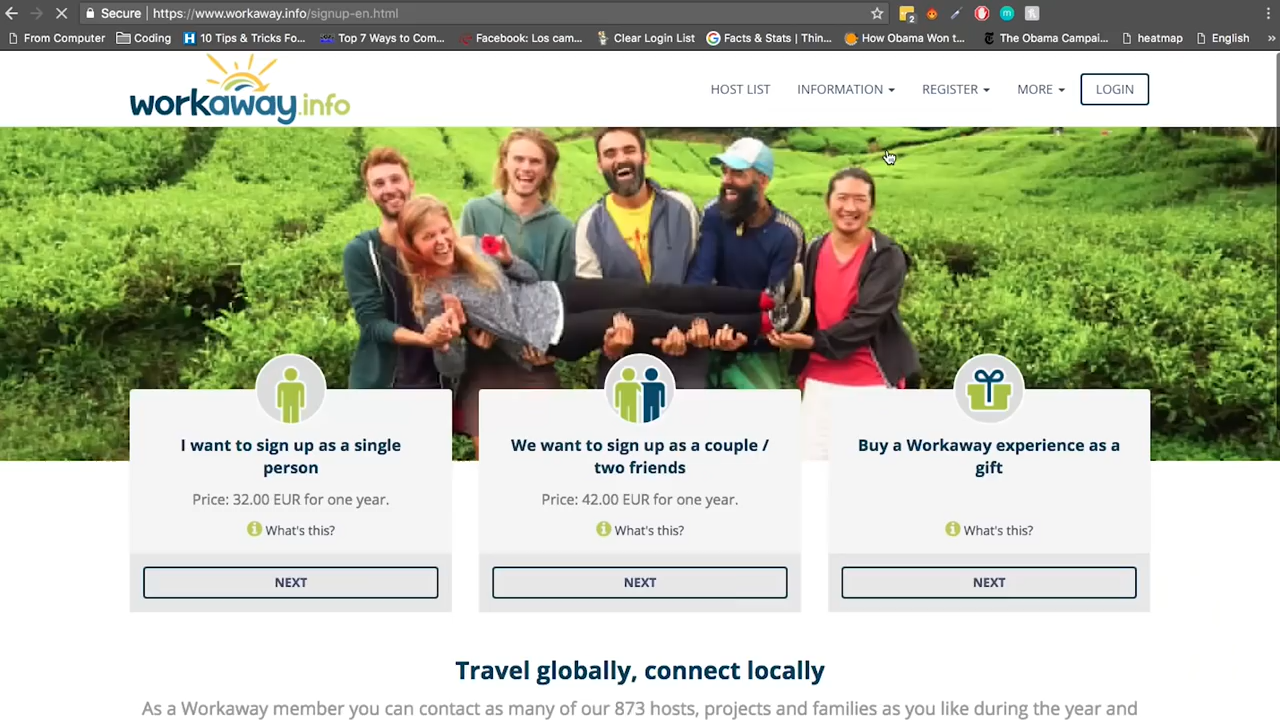 Secure https://www.workaway.info/signup-en.html
2
From Computer Coding H 10 Tips & Tricks Fo... Top 7 Ways to Com... Facebook: Los cam... Clear Login List G Facts & Stats | Thin... How Obama Won t... The Obama Campai... heatmap English »
workaway.info
HOST LIST INFORMATION REGISTER MORE LOGIN
I want to sign up as a single
person
Price: 32.00 EUR for one year.
i What's this?
NEXT
We want to sign up as a couple /
two friends
Price: 42.00 EUR for one year.
i What's this?
NEXT
Buy a Workaway experience as a
gift
i What's this?
NEXT
Travel globally, connect locally
As a Workaway member you can contact as many of our 873 hosts, projects and families as you like during the year and